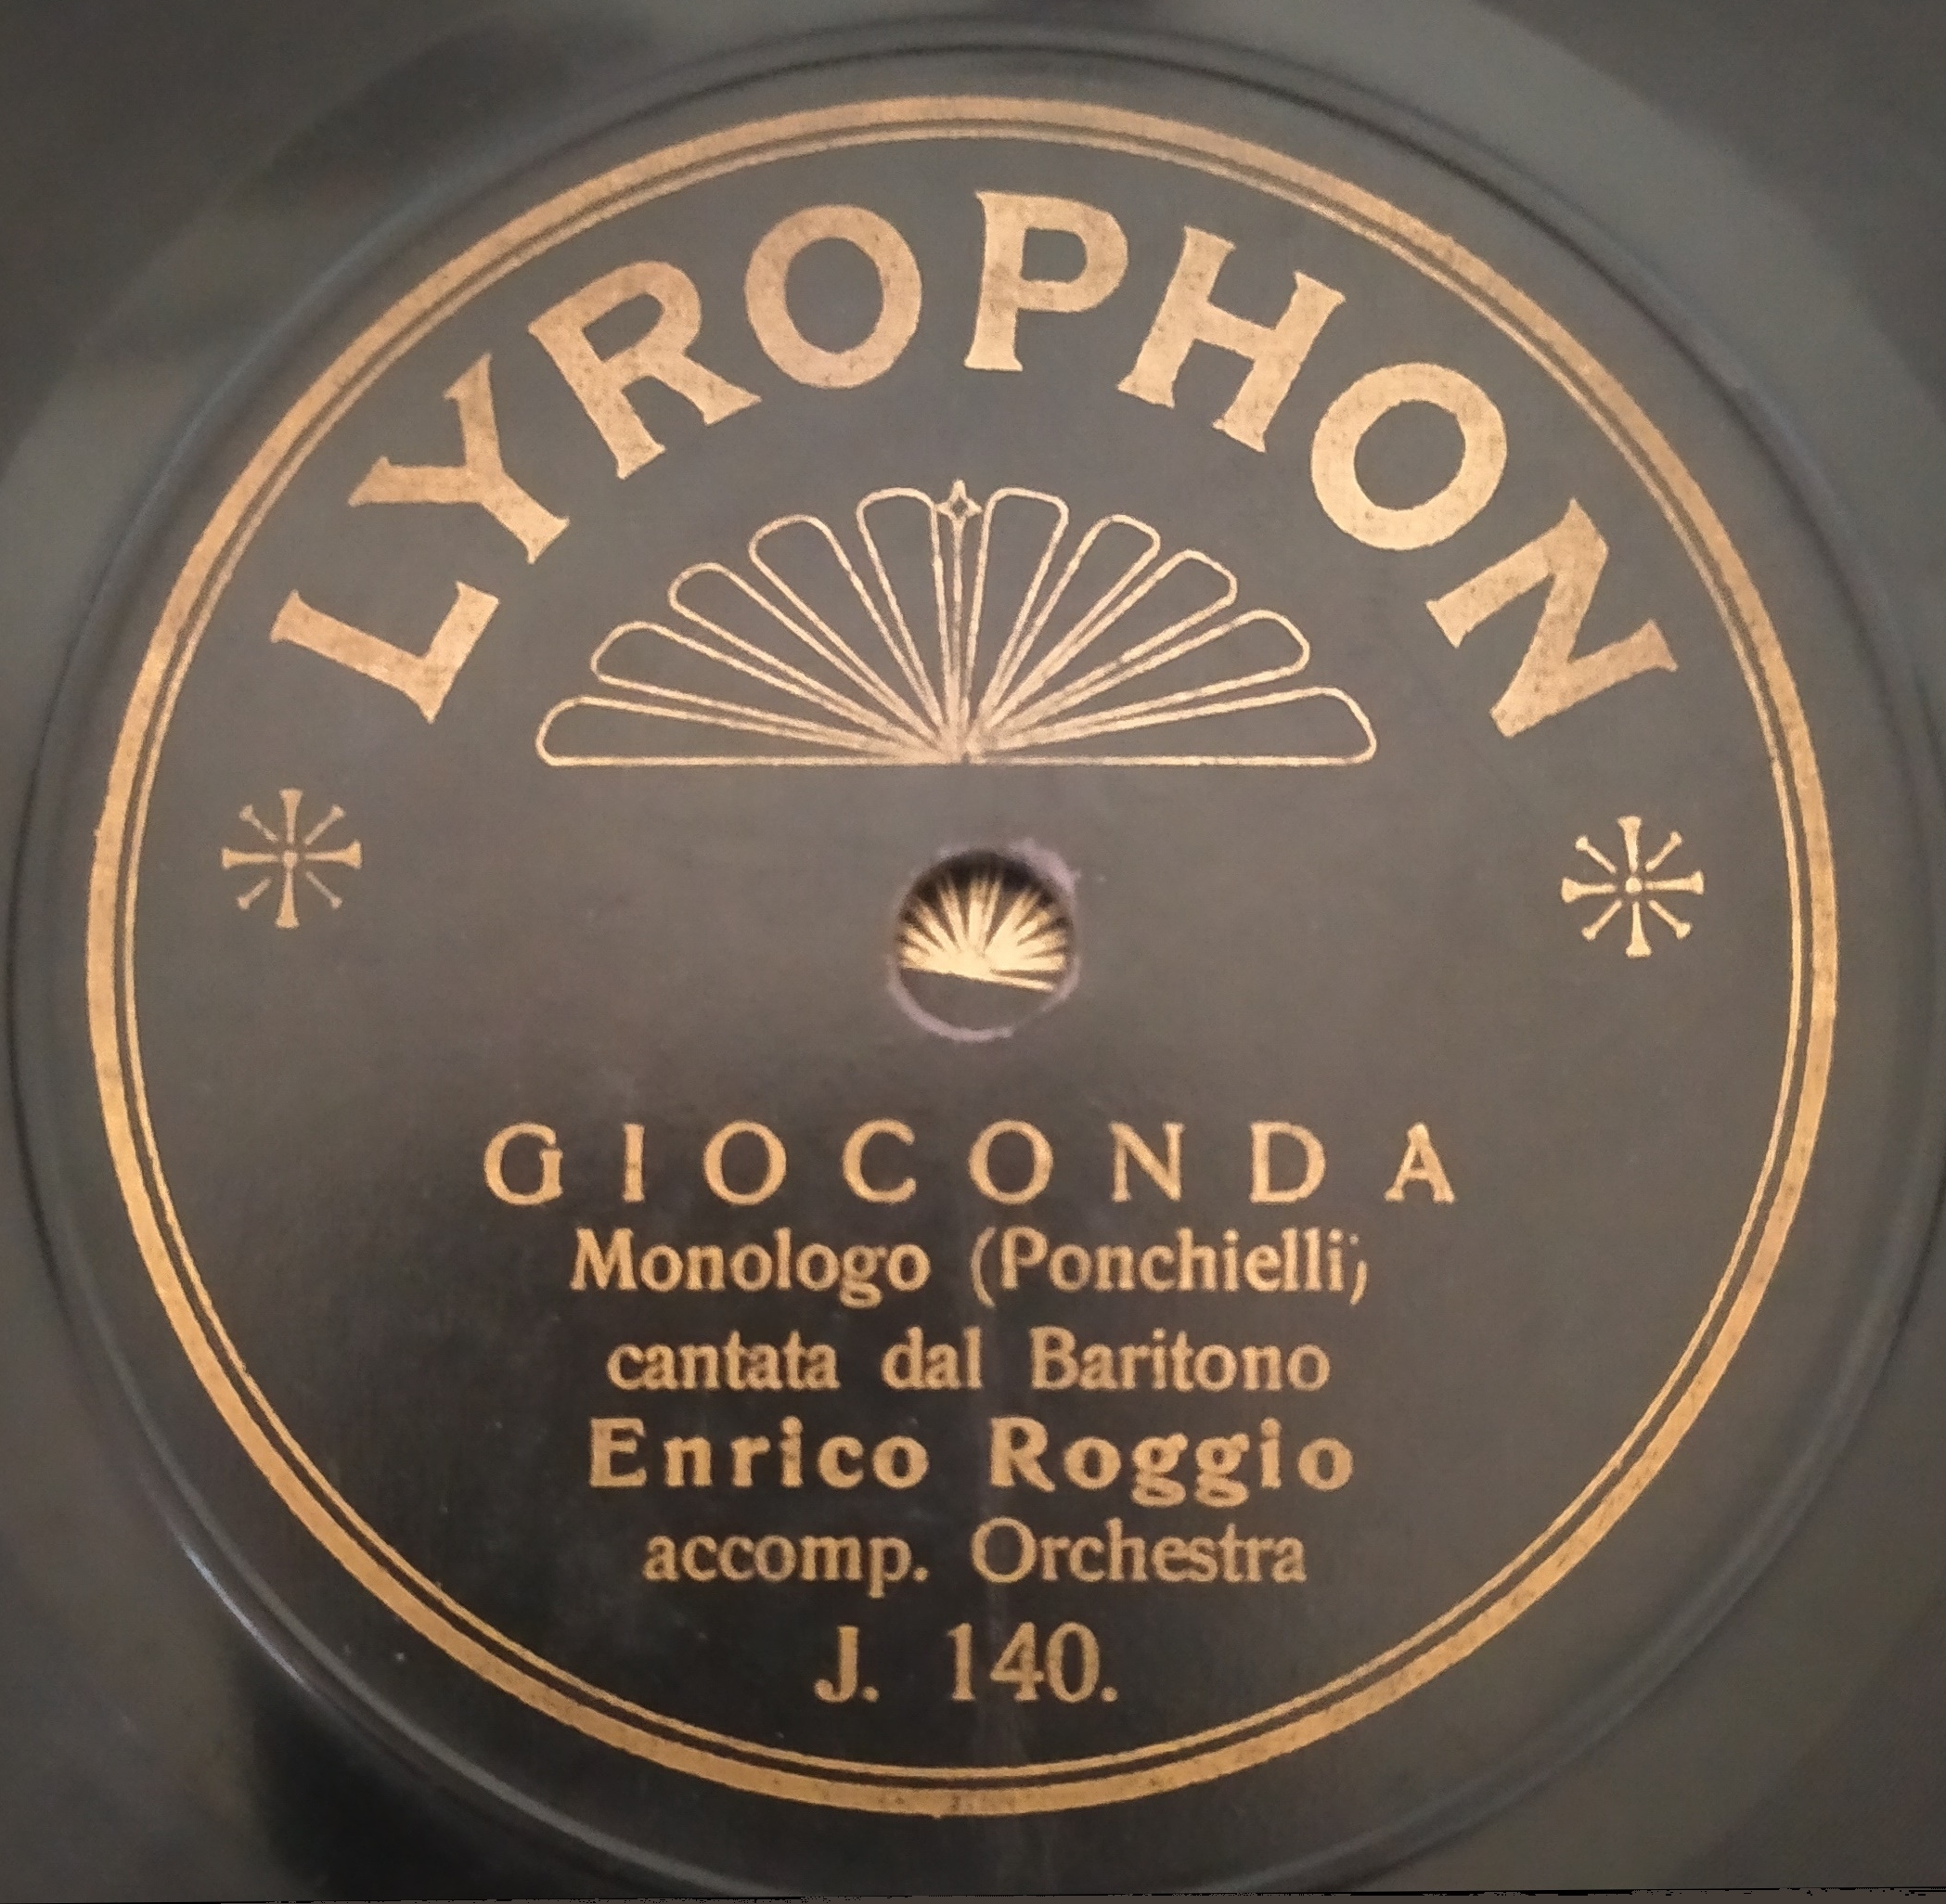 LYROPHON
GIOCONDA
Monologo (Ponchielli)
cantata dal Baritono
Enrico Roggio
accomp. Orchestra
J. 140.